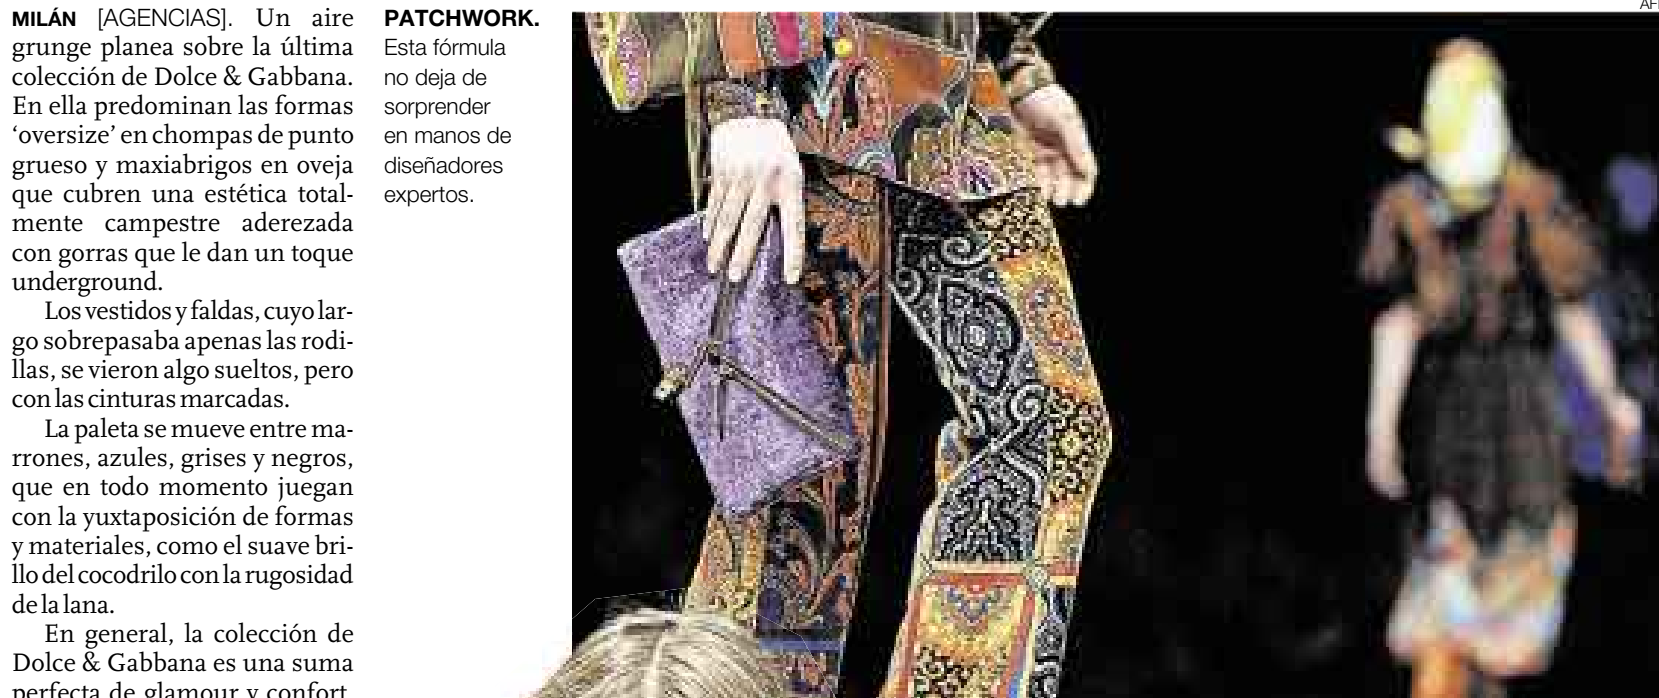 MILÁN [AGENCIAS]. Un aire
grunge planea sobre la última
colección de Dolce & Gabbana.
En ella predominan las formas
‘oversize’ en chompas de punto
grueso y maxiabrigos en oveja
que cubren una estética total-
mente campestre aderezada
con gorras que le dan un toque
underground.
Los vestidos y faldas, cuyo lar-
go sobrepasaba apenas las rodi-
llas, se vieron algo sueltos, pero
con las cinturas marcadas.
La paleta se mueve entre ma-
rrones, azules, grises y negros,
que en todo momento juegan
con la yuxtaposición de formas
y materiales, como el suave bri-
llo del cocodrilo con la rugosidad
de la lana.
En general, la colección de
Dolce & Gabbana es una suma
perfecta de glamour y confort.
PATCHWORK.
Esta fórmula
no deja de
sorprender
en manos de
diseñadores
expertos.